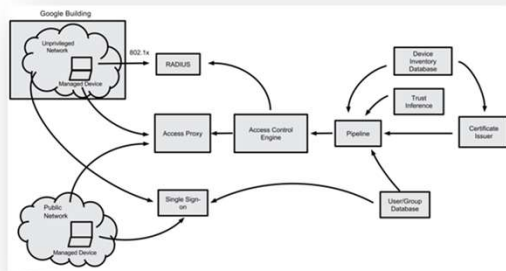 Google Building
Unprivileged
Network
Managed Device
802.1x
RADIUS
Access Proxy
Access Control
Engine
Pipeline
Device
Inventory
Database
Trust
Inference
Certificate
Issuer
Single Sign-
on
User/Group
Database
Public
Network
Managed Device